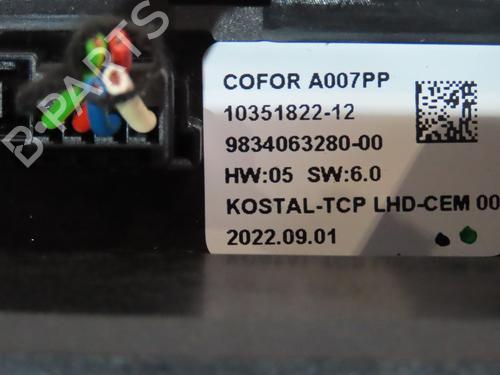 COFOR A007PP
10351822-12
9834063280-00
HW:05 SW:6.0
KOSTAL-TCP LHD-CEM 00
2022.09.01
B-PARTS